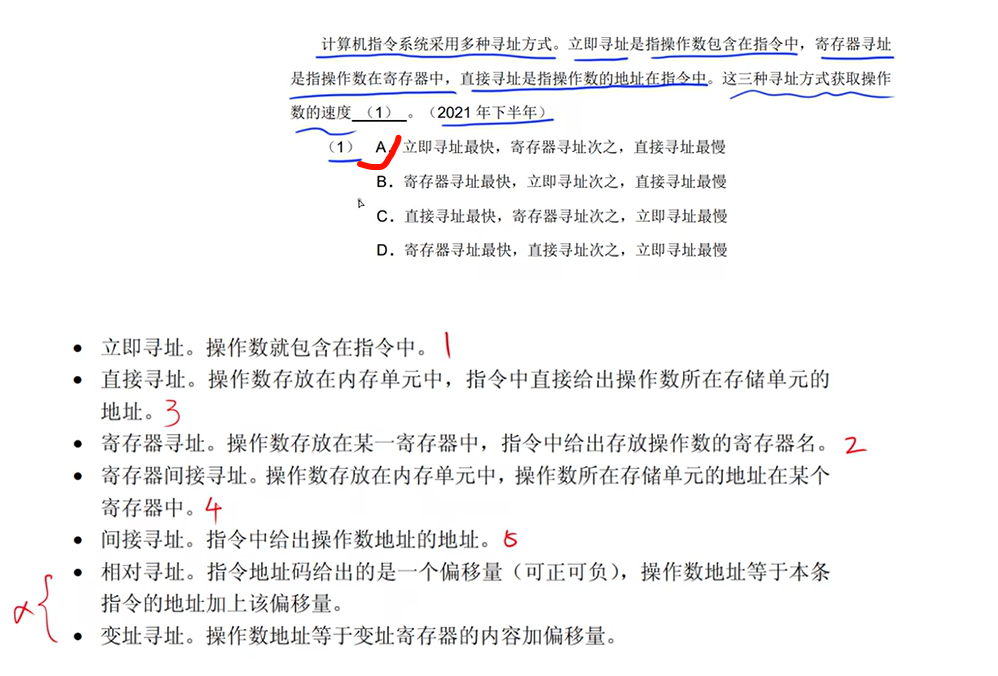 计算机指令系统采用多种寻址方式。立即寻址是指操作数包含在指令中，寄存器寻址
是指操作数在寄存器中，直接寻址是指操作数的地址在指令中。这三种寻址方式获取操作
数的速度 （1） 。（2021 年下半年）
（1） A. 立即寻址最快，寄存器寻址次之，直接寻址最慢
B. 寄存器寻址最快，立即寻址次之，直接寻址最慢
C. 直接寻址最快，寄存器寻址次之，立即寻址最慢
D. 寄存器寻址最快，直接寻址次之，立即寻址最慢
• 立即寻址。操作数就包含在指令中。 1
• 直接寻址。操作数存放在内存单元中，指令中直接给出操作数所在存储单元的
地址。 3
• 寄存器寻址。操作数存放在某一寄存器中，指令中给出存放操作数的寄存器名。 2
• 寄存器间接寻址。操作数存放在内存单元中，操作数所在存储单元的地址在某个
寄存器中。 4
• 间接寻址。指令中给出操作数地址的地址。 5
• 相对寻址。指令地址码给出的是一个偏移量（可正可负），操作数地址等于本条
指令的地址加上该偏移量。
• 变址寻址。操作数地址等于变址寄存器的内容加偏移量。